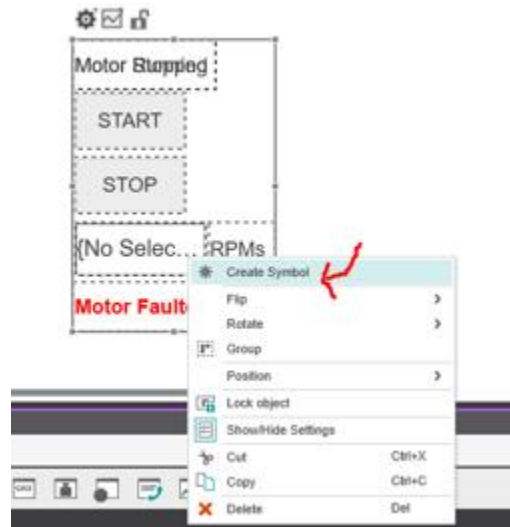 Motor
START
STOP
{No Selec... RPMs
Motor Fault
Create Symbol
Flip
Rotate
Group
Position
Lock object
Show/Hide Settings
Cut Ctrl+X
Copy Ctrl+C
Delete Del